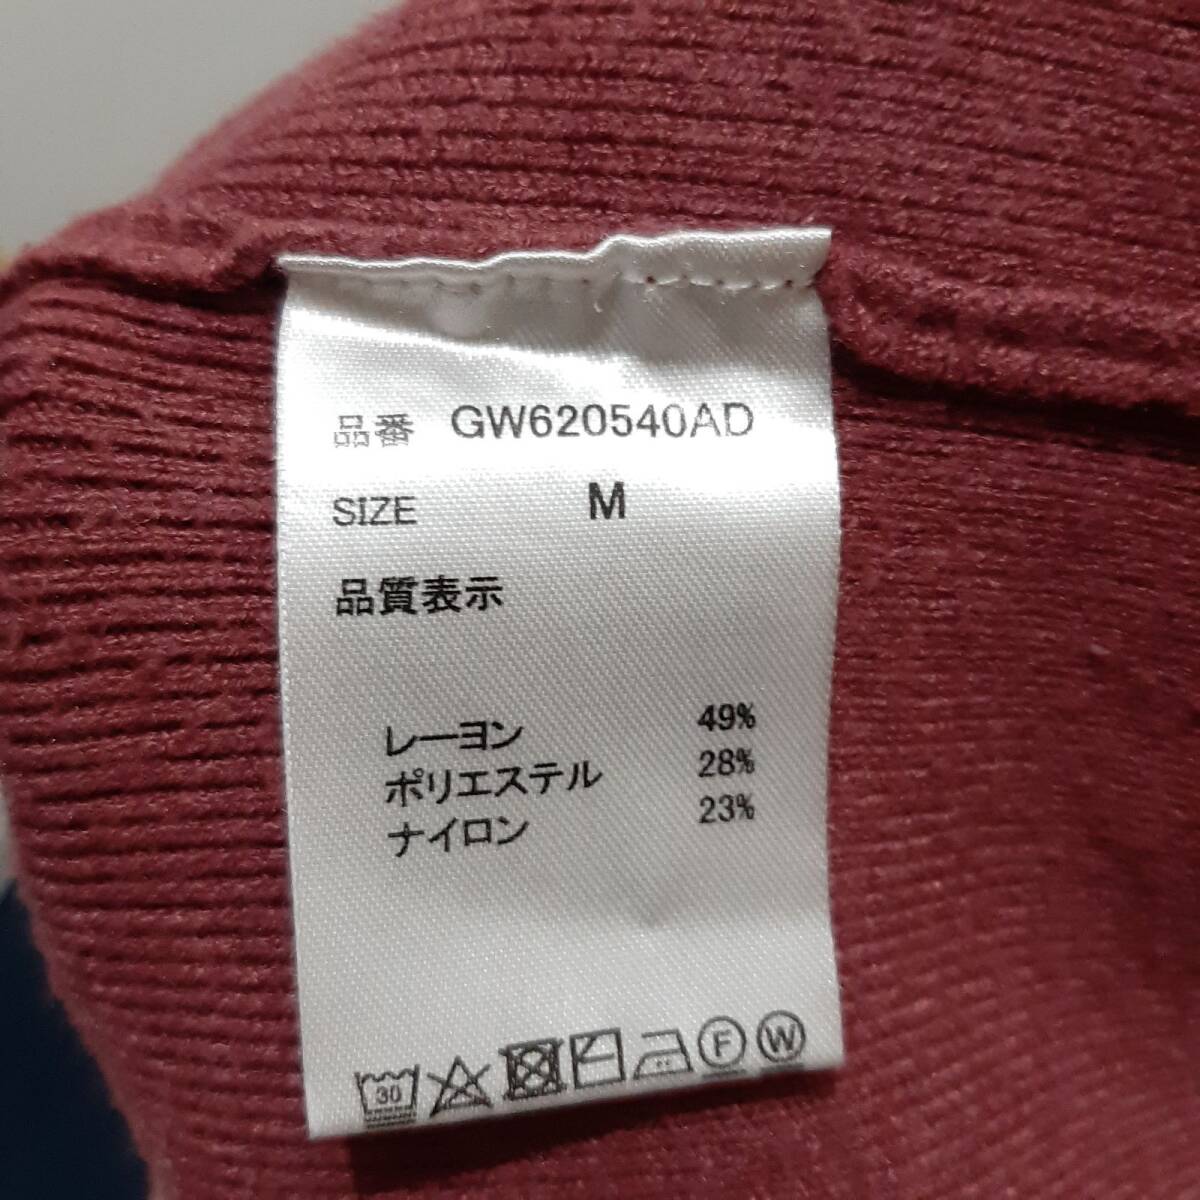 品番 GW620540AD
SIZE M
品質表示
レーヨン 49%
ポリエステル 28%
ナイロン 23%
30 F W